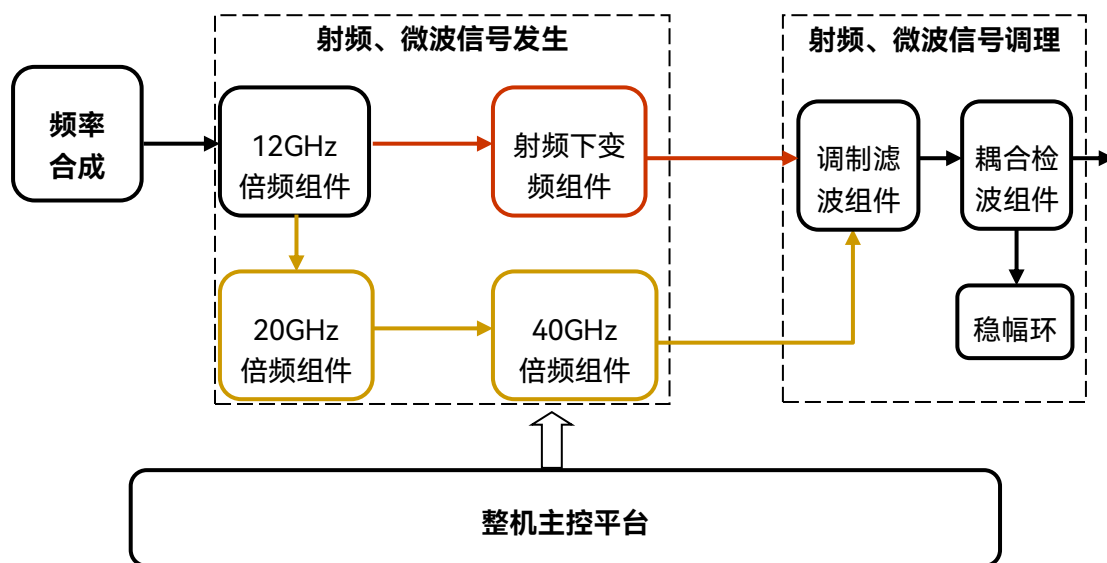 射频、微波信号发生
射频、微波信号调理
频率
合成
12GHz
倍频组件
射频下变
频组件
调制滤
波组件
耦合检
波组件
20GHz
倍频组件
40GHz
倍频组件
稳幅环
整机主控平台